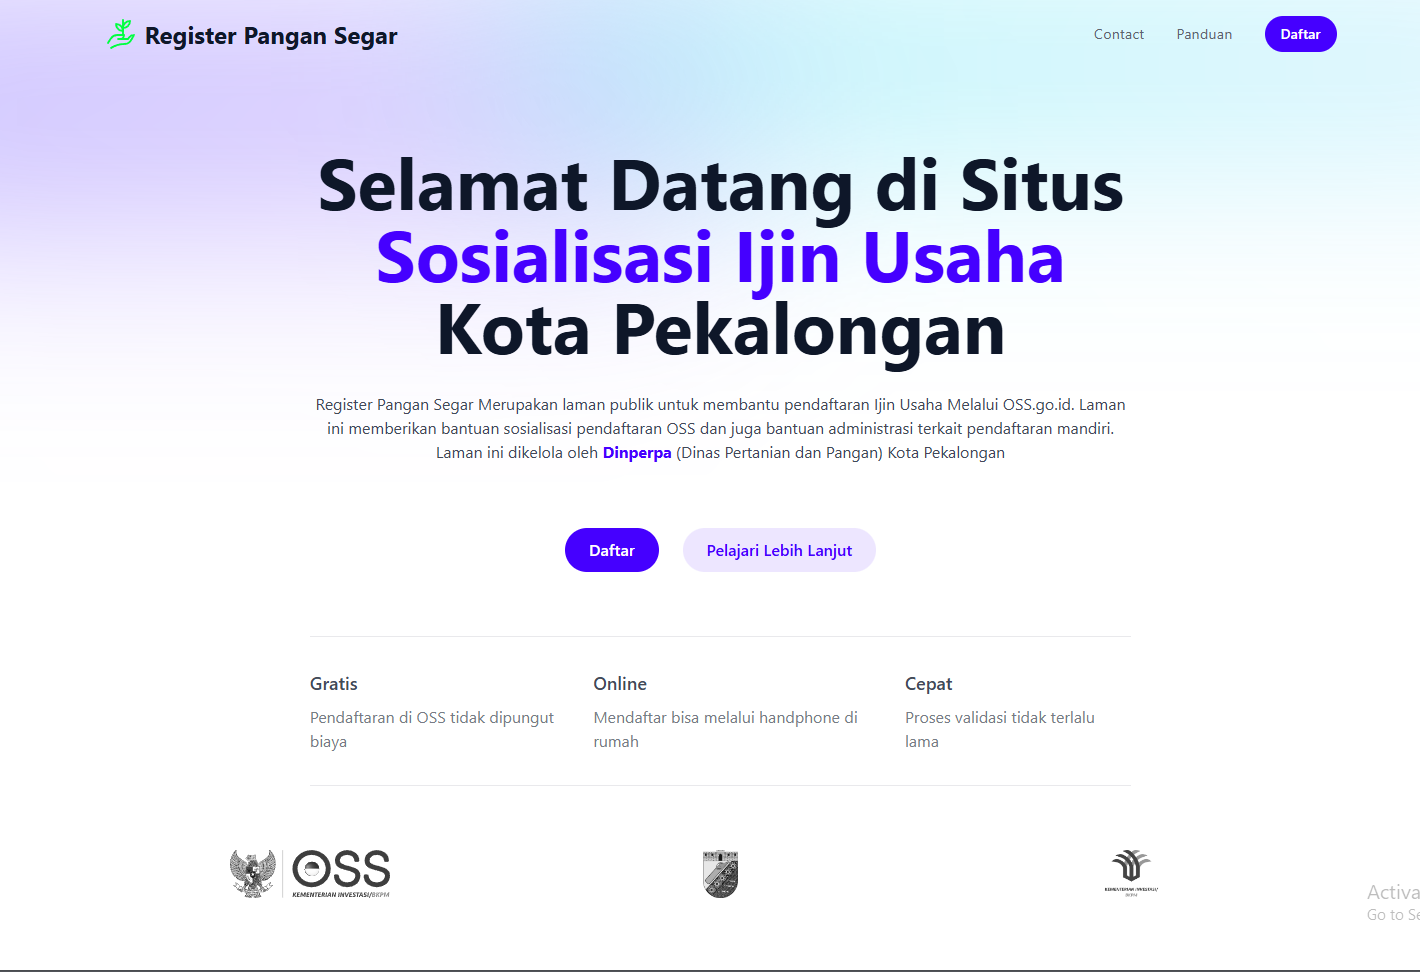 Register Pangan Segar
Contact
Panduan
Daftar
Selamat Datang di Situs
Sosialisasi Ijin Usaha
Kota Pekalongan
Register Pangan Segar Merupakan laman publik untuk membantu pendaftaran Ijin Usaha Melalui OSS.go.id. Laman
ini memberikan bantuan sosialisasi pendaftaran OSS dan juga bantuan administrasi terkait pendaftaran mandiri.
Laman ini dikelola oleh Dinperpa (Dinas Pertanian dan Pangan) Kota Pekalongan
Daftar
Pelajari Lebih Lanjut
Gratis
Pendaftaran di OSS tidak dipungut
biaya
Online
Mendaftar bisa melalui handphone di
rumah
Cepat
Proses validasi tidak terlalu
lama
OSS
KEMENTERIAN INVESTASI/BKPM
KEMENTERIAN INVESTASI/
BKPM
Activa
Go to Se